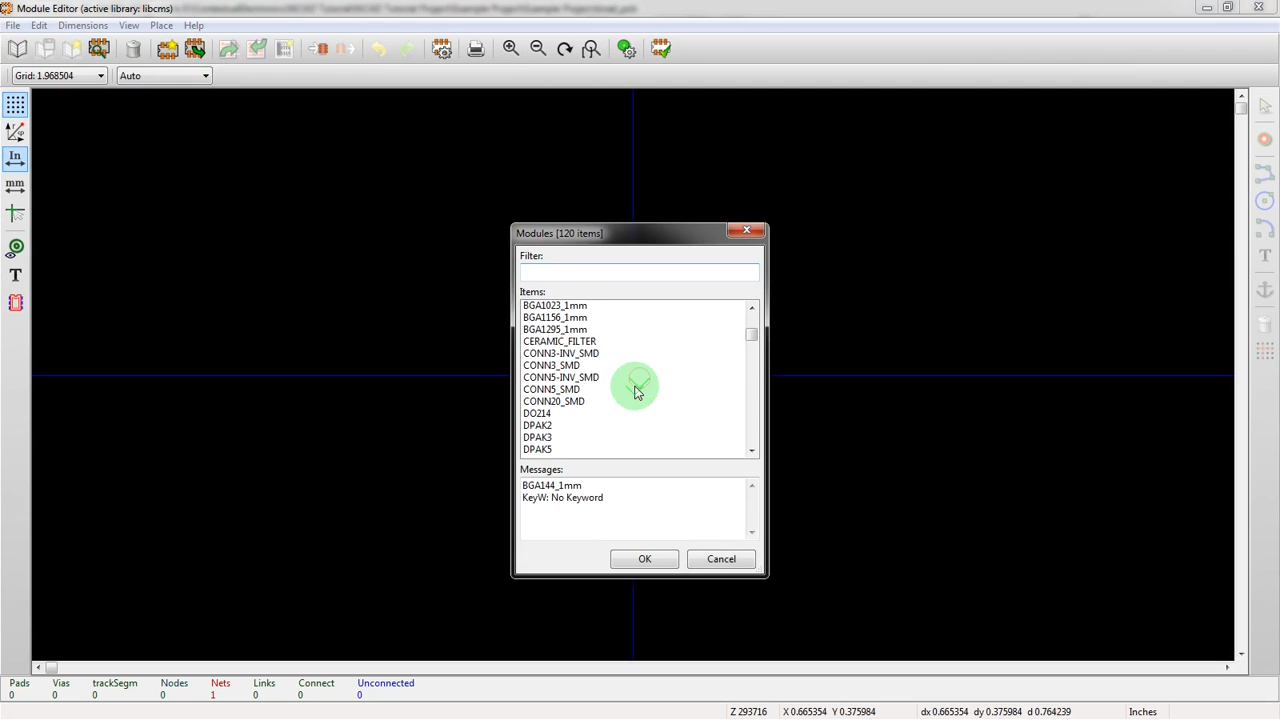 Module Editor (active library: libcms)
File Edit Dimensions View Place Help
Grid: 1.968504 Auto
In
mm
T
T
Modules [120 items]
Filter:
Items:
BGA1023_1mm
BGA1156_1mm
BGA1295_1mm
CERAMIC_FILTER
CONN3-INV_SMD
CONN3_SMD
CONN5-INV_SMD
CONN5_SMD
CONN20_SMD
DO214
DPAK2
DPAK3
DPAK5
Messages:
BGA144_1mm
KeyW: No Keyword
OK Cancel
Pads Vias trackSegm Nodes Nets Links Connect Unconnected
0 0 0 0 1 0 0 0
Z 293716 X 0.665354 Y 0.375984 dx 0.665354 dy 0.375984 d 0.764239 Inches